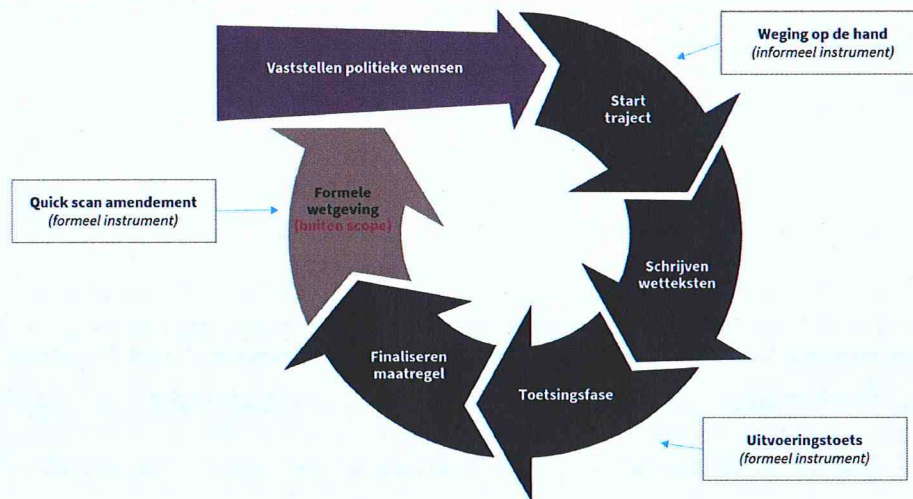 Vaststellen politieke wensen
Weging op de hand
(informeel instrument)
Start
traject
Quick scan amendement
(formeel instrument)
Formele
wetgeving
(buiten scope)
Schrijven
wetteksten
Finaliseren
maatregel
Toetsingsfase
Uitvoeringstoets
(formeel instrument)